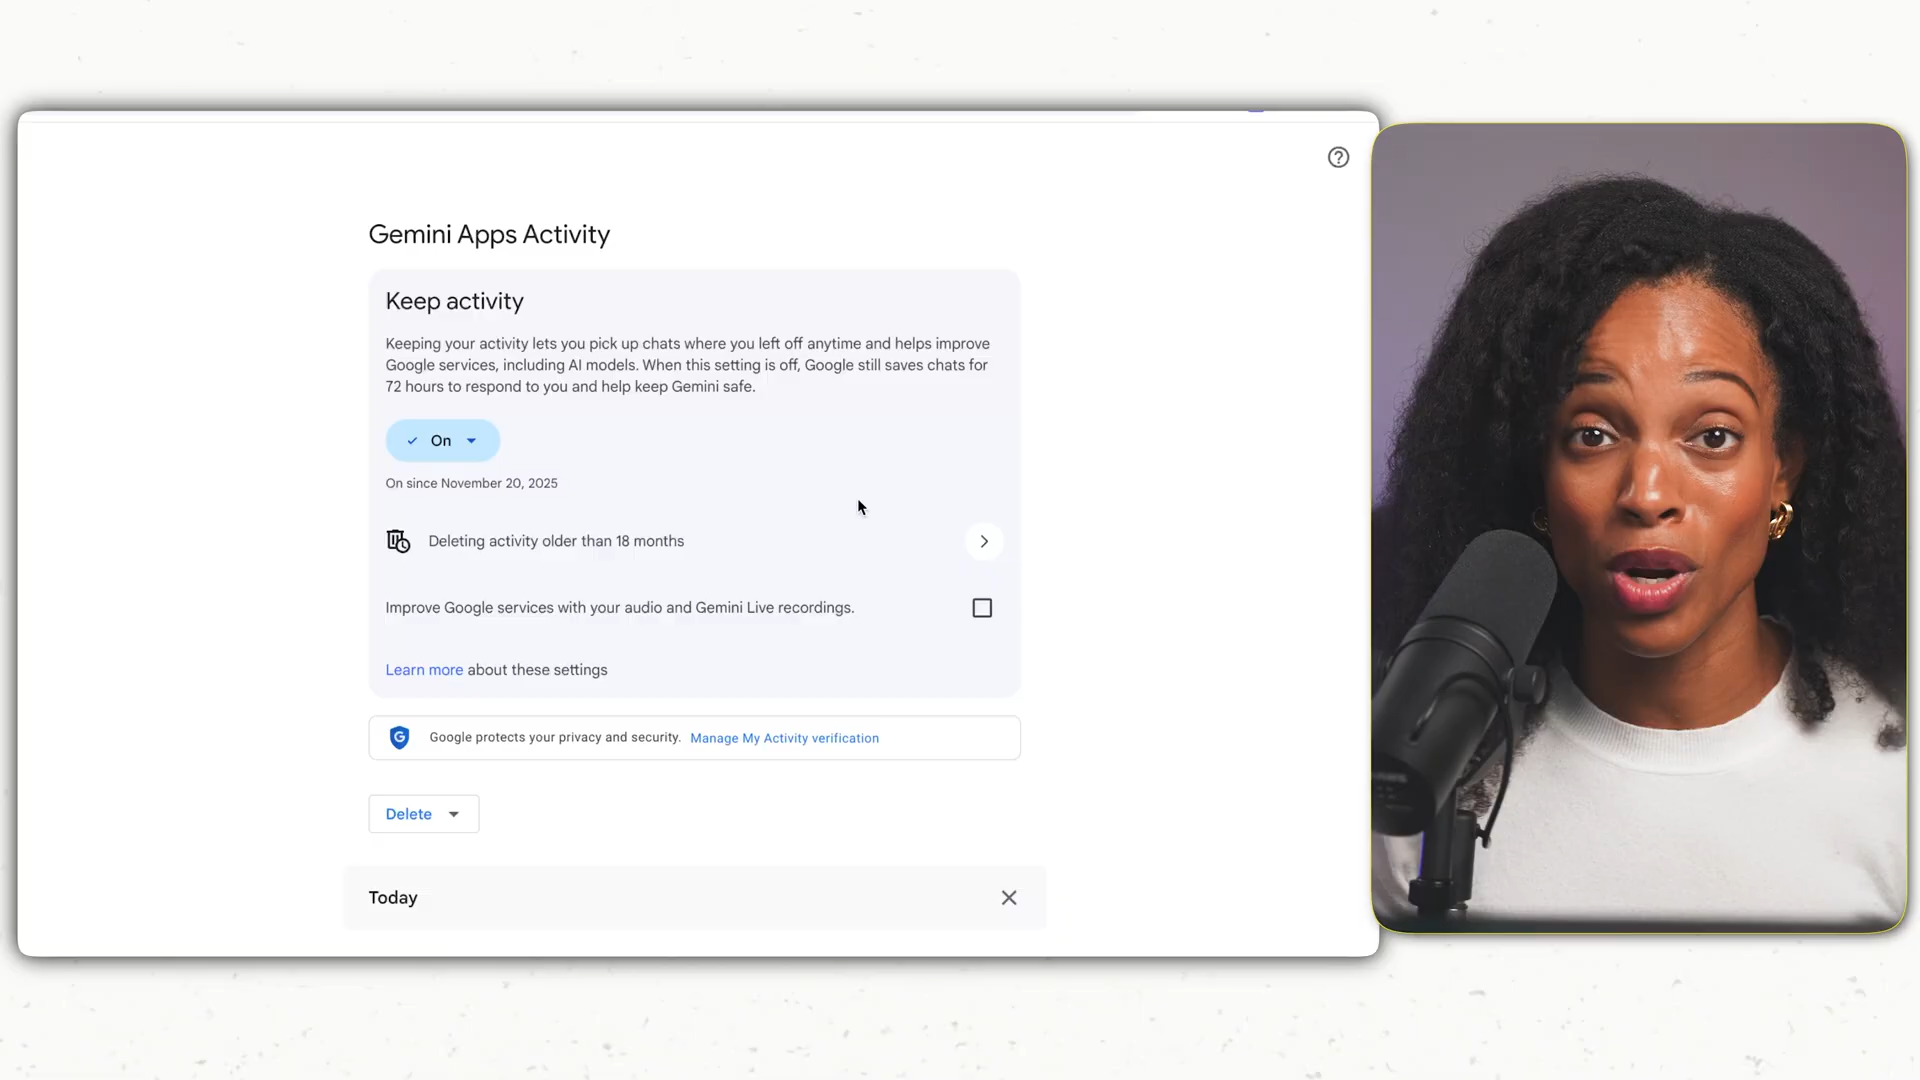 Gemini Apps Activity
Keep activity
Keeping your activity lets you pick up chats where you left off anytime and helps improve
Google services, including AI models. When this setting is off, Google still saves chats for
72 hours to respond to you and help keep Gemini safe.
On
On since November 20, 2025
Deleting activity older than 18 months
Improve Google services with your audio and Gemini Live recordings.
Learn more about these settings
Google protects your privacy and security. Manage My Activity verification
Delete
Today